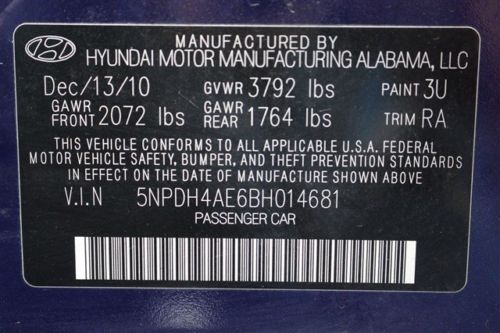 MANUFACTURED BY
HYUNDAI MOTOR MANUFACTURING ALABAMA, LLC
Dec/13/10 GVWR 3792 lbs PAINT 3U
GAWR FRONT 2072 lbs GAWR REAR 1764 lbs TRIM RA
THIS VEHICLE CONFORMS TO ALL APPLICABLE U.S.A. FEDERAL
MOTOR VEHICLE SAFETY, BUMPER, AND THEFT PREVENTION STANDARDS
IN EFFECT ON THE DATE OF MANUFACTURE SHOWN ABOVE
V.I.N 5NPDH4AE6BH014681
PASSENGER CAR